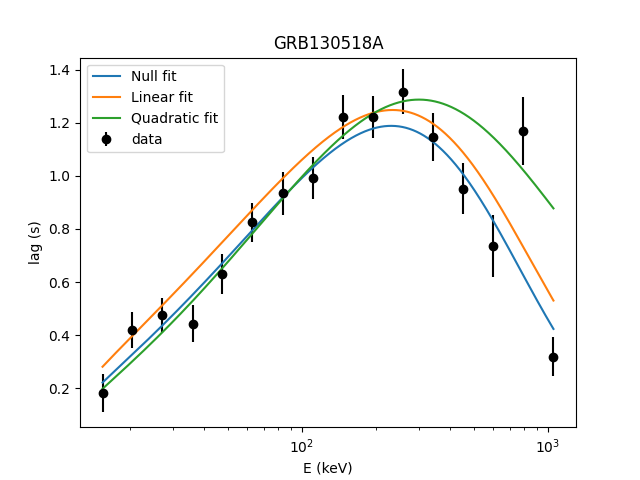 GRB130518A
Null fit
Linear fit
Quadratic fit
data
lag (s)
1.4
1.2
1.0
0.8
0.6
0.4
0.2
10²
10³
E (keV)